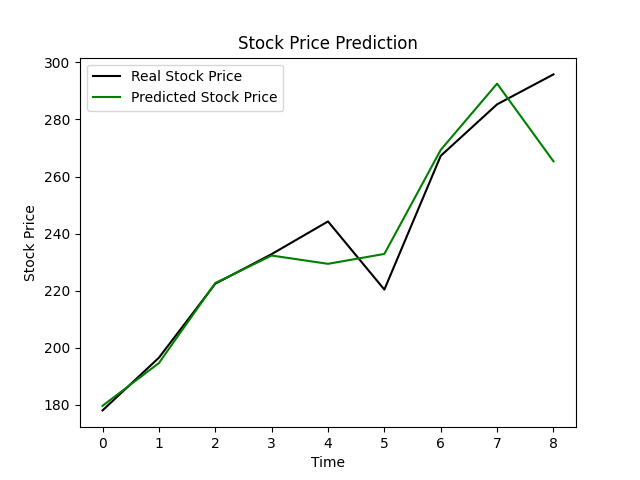 Stock Price Prediction
Real Stock Price
Predicted Stock Price
Stock Price
300
280
260
240
220
200
180
0 1 2 3 4 5 6 7 8
Time